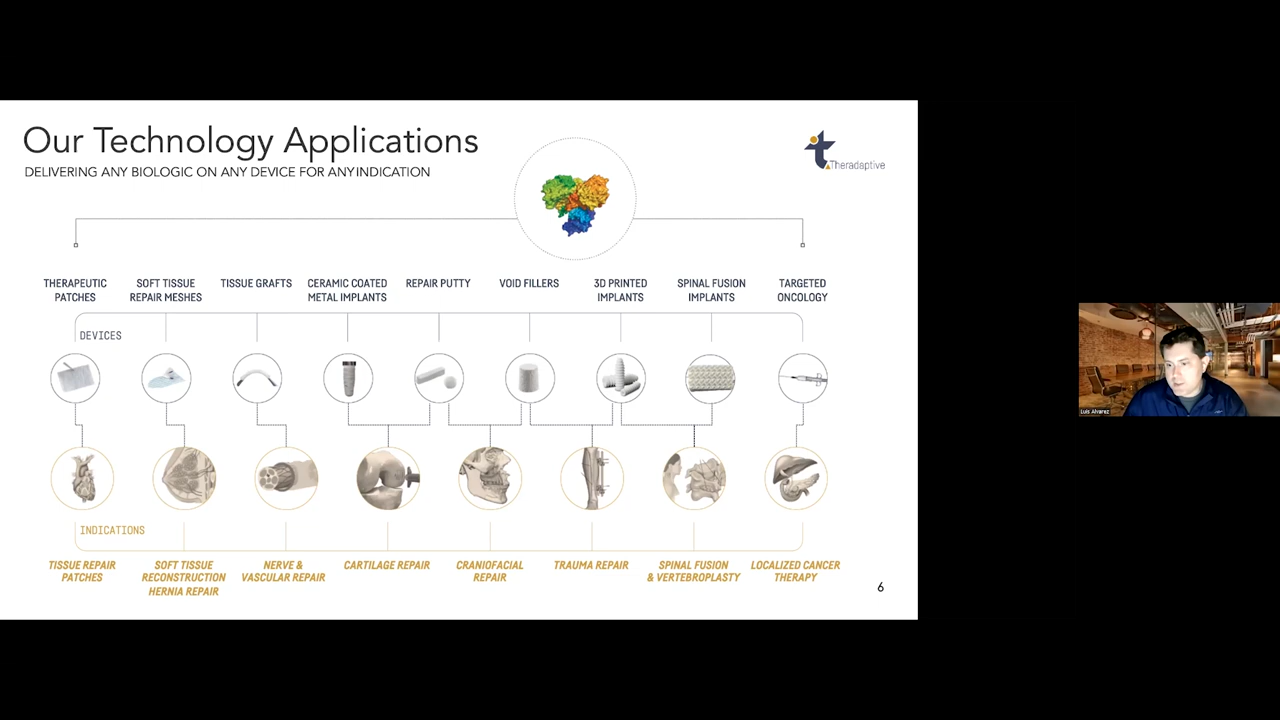 Our Technology Applications
DELIVERING ANY BIOLOGIC ON ANY DEVICE FOR ANY INDICATION
Theradaptive
THERAPEUTIC
PATCHES
SOFT TISSUE
REPAIR MESHES
TISSUE GRAFTS
CERAMIC COATED
METAL IMPLANTS
REPAIR PUTTY
VOID FILLERS
3D PRINTED
IMPLANTS
SPINAL FUSION
IMPLANTS
TARGETED
ONCOLOGY
DEVICES
Luis Alvarez
INDICATIONS
TISSUE REPAIR
PATCHES
SOFT TISSUE
RECONSTRUCTION
HERNIA REPAIR
NERVE &
VASCULAR REPAIR
CARTILAGE REPAIR
CRANIOFACIAL
REPAIR
TRAUMA REPAIR
SPINAL FUSION
& VERTEBROPLASTY
LOCALIZED CANCER
THERAPY
6